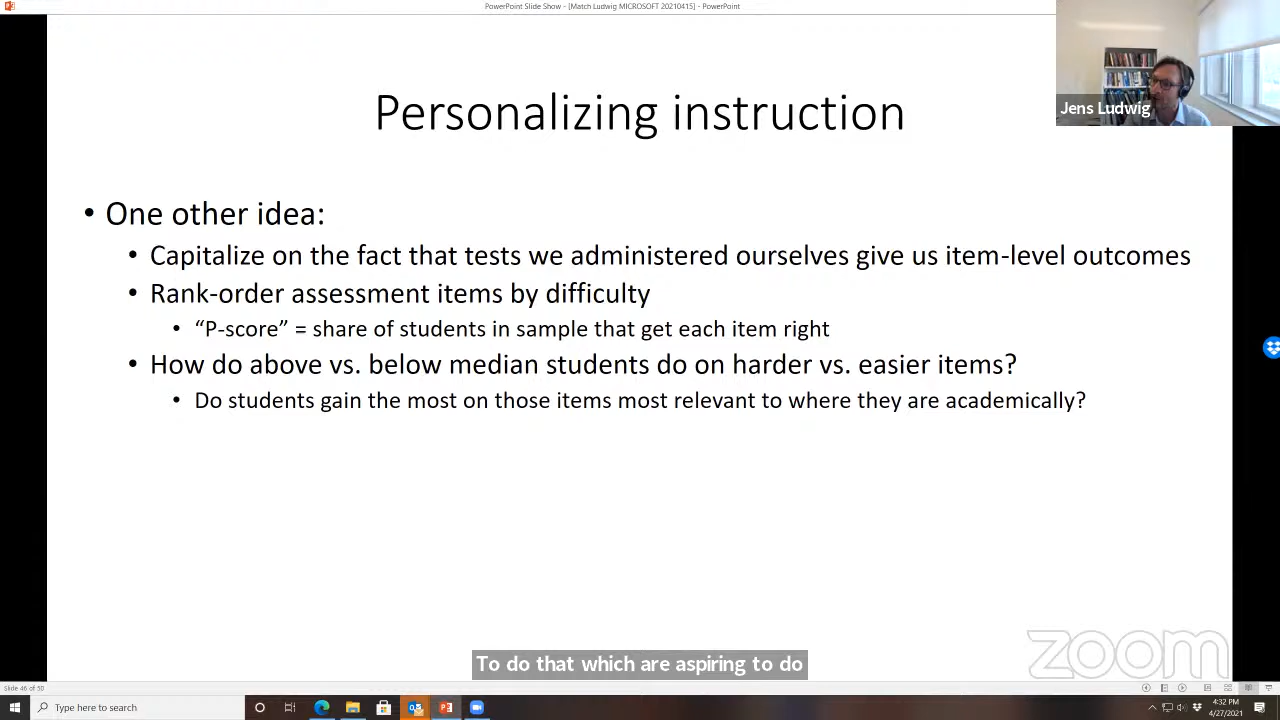 PowerPoint Slide Show - [Match Ludwig MICROSOFT 20210415] - PowerPoint
Jens Ludwig
Personalizing instruction
• One other idea:
• Capitalize on the fact that tests we administered ourselves give us item-level outcomes
• Rank-order assessment items by difficulty
• “P-score” = share of students in sample that get each item right
• How do above vs. below median students do on harder vs. easier items?
• Do students gain the most on those items most relevant to where they are academically?
zoom
To do that which are aspiring to do
Slide 46 of 50
Type here to search
4:32 PM
4/27/2021